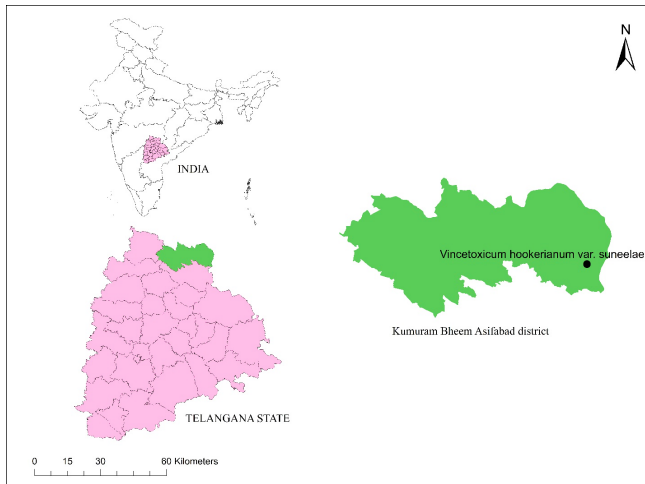 N
INDIA
Vincetoxicum hookerianum var. suneelae
Kumuram Bheem Asifabad district
TELANGANA STATE
0 15 30 60 Kilometers